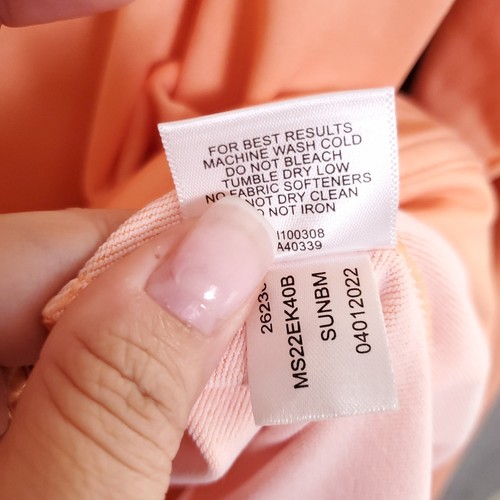 FOR BEST RESULTS
MACHINE WASH COLD
DO NOT BLEACH
TUMBLE DRY LOW
NO FABRIC SOFTENERS
NOT DRY CLEAN
NOT IRON
100308
A40339
MS22EK40B
SUNBM
04012022